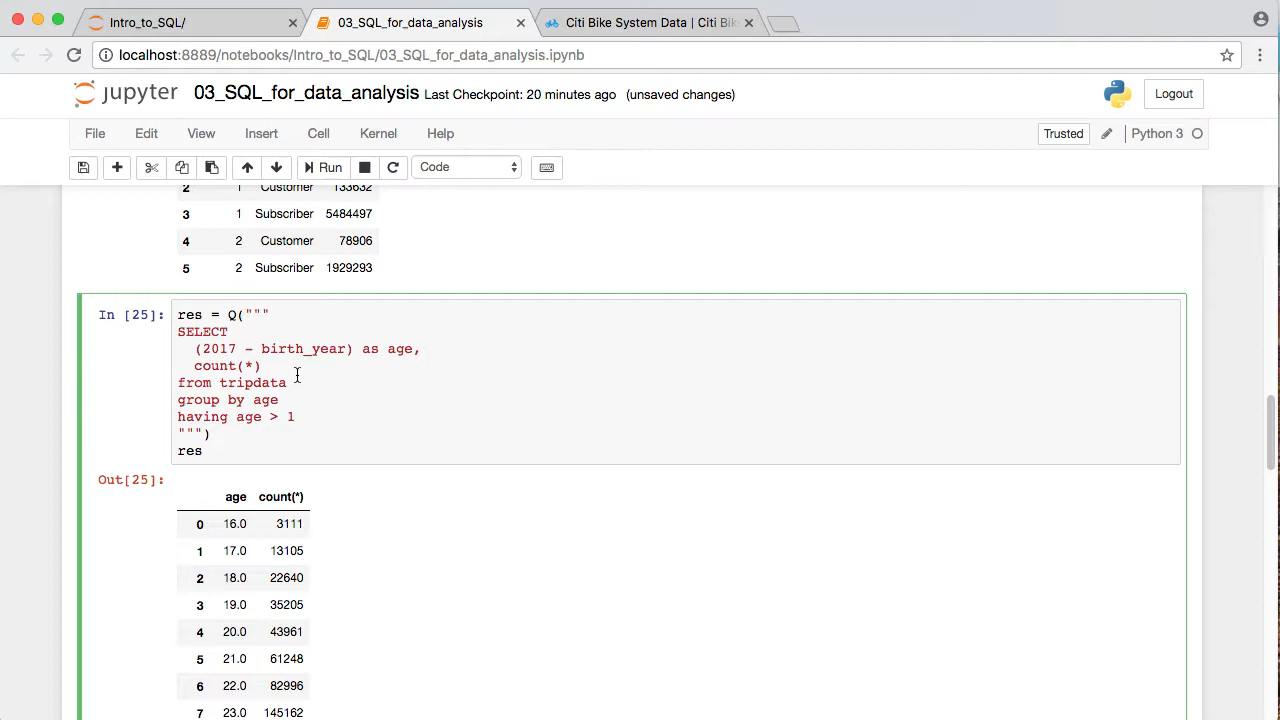 Intro_to_SQL/
03_SQL_for_data_analysis
Citi Bike System Data | Citi Bik
localhost:8889/notebooks/Intro_to_SQL/03_SQL_for_data_analysis.ipynb
jupyter 03_SQL_for_data_analysis Last Checkpoint: 20 minutes ago (unsaved changes) Logout
File Edit View Insert Cell Kernel Help Trusted Python 3
Run Code
2 1 Customer 133632
3 1 Subscriber 5484497
4 2 Customer 78906
5 2 Subscriber 1929293
In [25]: res = Q("""
SELECT
(2017 - birth_year) as age,
count(*)
from tripdata
group by age
having age > 1
""")
res
Out[25]:
age count(*)
0 16.0 3111
1 17.0 13105
2 18.0 22640
3 19.0 35205
4 20.0 43961
5 21.0 61248
6 22.0 82996
7 23.0 145162